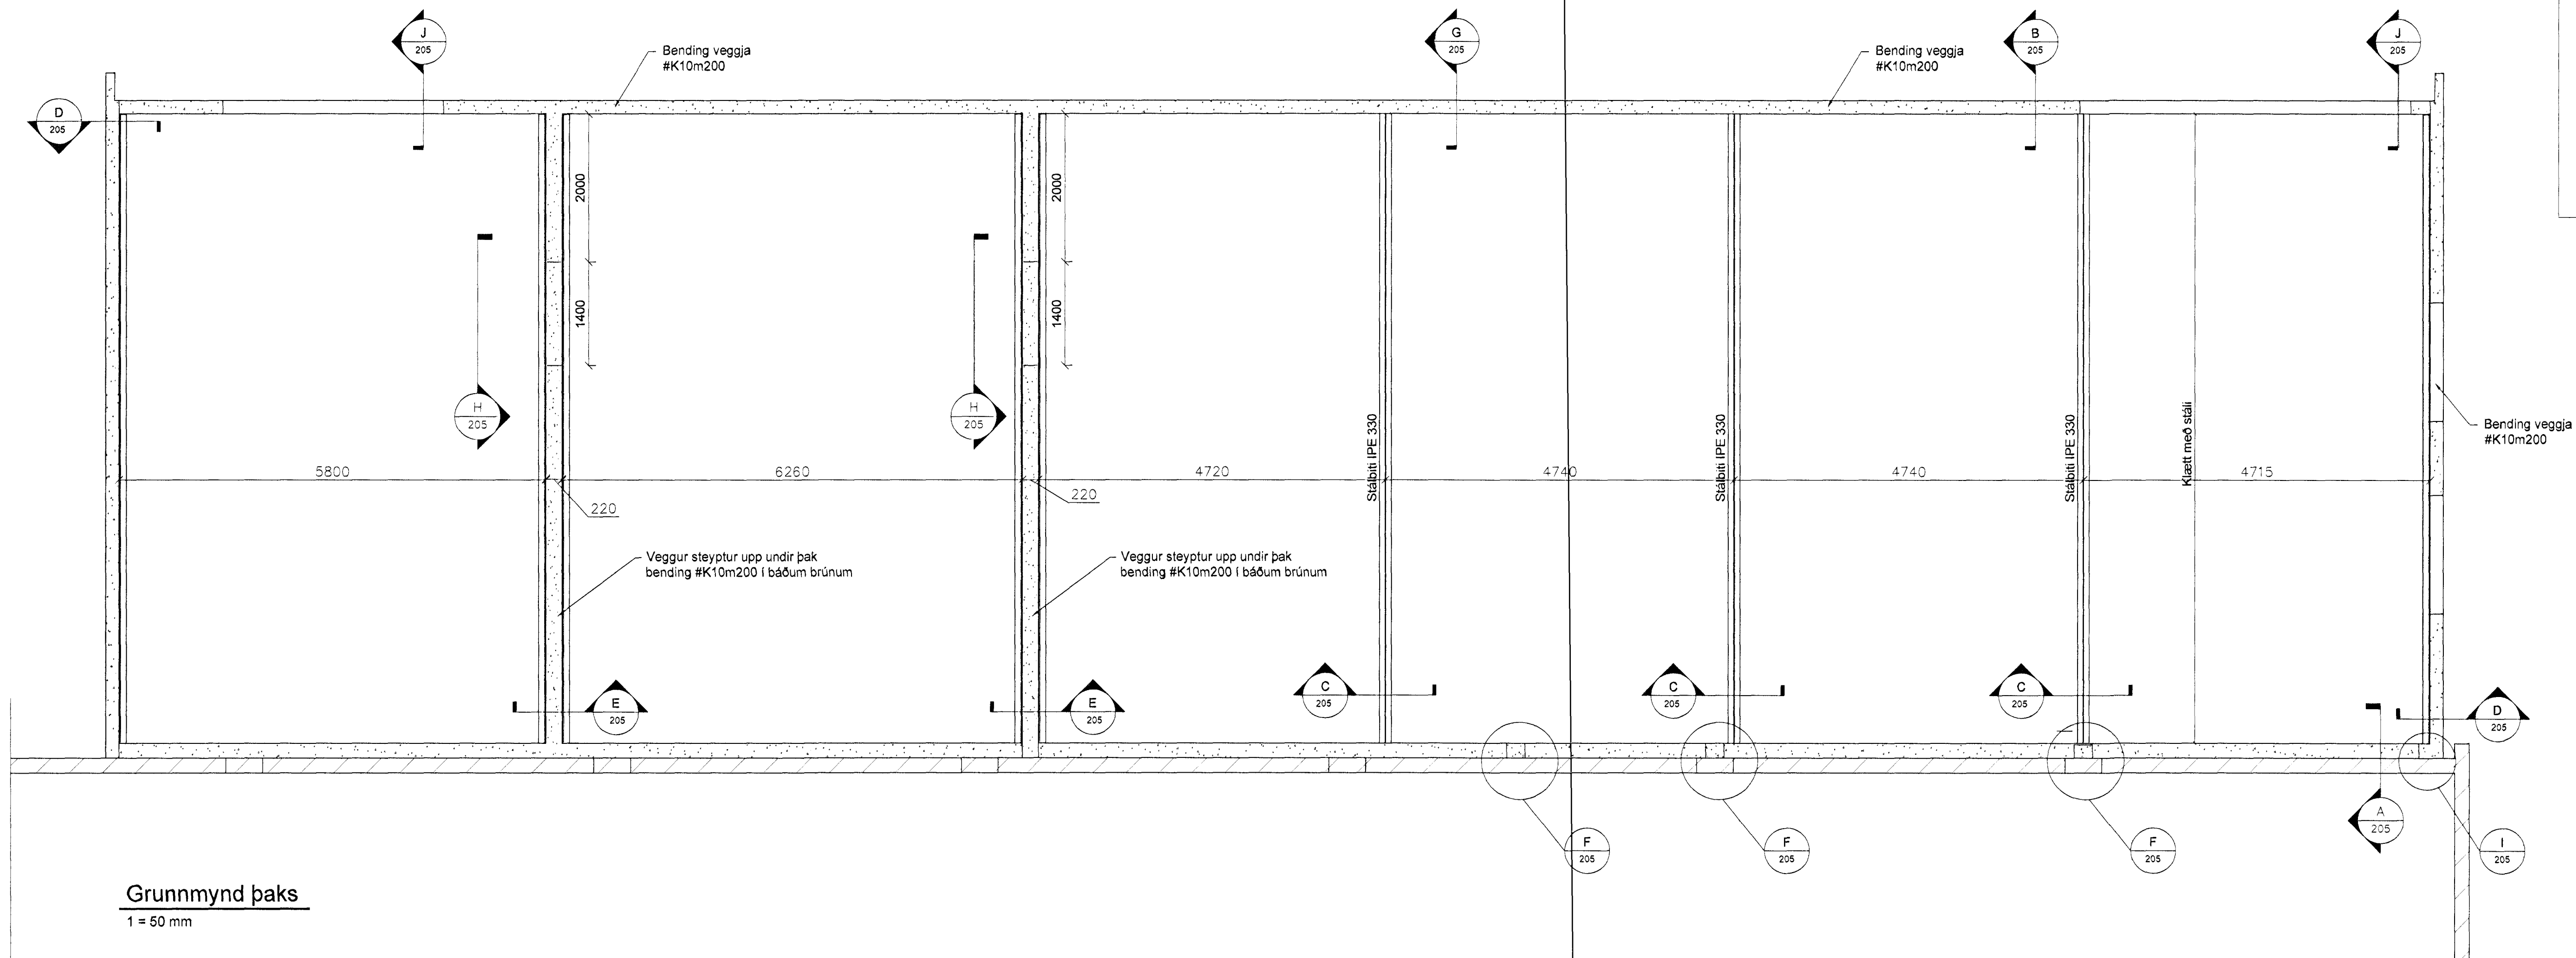 J
205
G
205
B
205
J
205
Bending veggja
#K10m200
Bending veggja
#K10m200
D
205
2000
2000
1400
1400
H
205
H
205
Stálbiti IPE 330
Stálbiti IPE 330
Stálbiti IPE 330
Klætt með stáli
Bending veggja
#K10m200
5800
6260
4720
4740
4740
4715
220
220
Veggur steyptur upp undir þak
bending #K10m200 í báðum brúnum
Veggur steyptur upp undir þak
bending #K10m200 í báðum brúnum
E
205
E
205
C
205
C
205
C
205
D
205
A
205
F
205
F
205
F
205
I
205
Grunnmynd þaks
1 = 50 mm